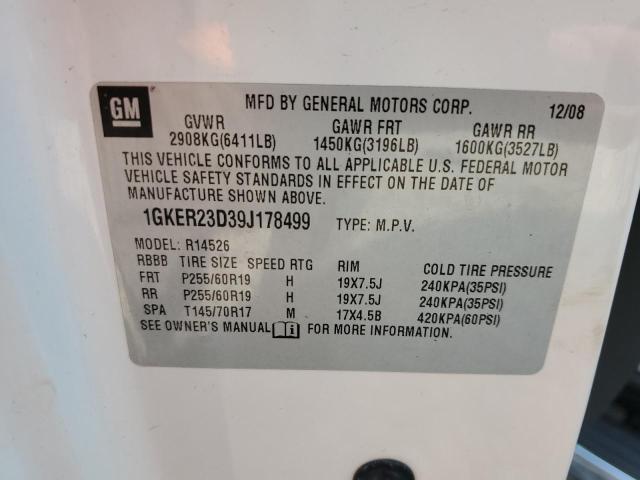 GM
MFD BY GENERAL MOTORS CORP. 12/08
GVWR GAWR FRT GAWR RR
2908KG(6411LB) 1450KG(3196LB) 1600KG(3527LB)
THIS VEHICLE CONFORMS TO ALL APPLICABLE U.S. FEDERAL MOTOR
VEHICLE SAFETY STANDARDS IN EFFECT ON THE DATE OF
MANUFACTURE SHOWN ABOVE.
1GKER23D39J178499 TYPE: M.P.V.
MODEL: R14526
RBBB TIRE SIZE SPEED RTG RIM COLD TIRE PRESSURE
FRT P255/60R19 H 19X7.5J 240KPA(35PSI)
RR P255/60R19 H 19X7.5J 240KPA(35PSI)
SPA T145/70R17 M 17X4.5B 420KPA(60PSI)
SEE OWNER'S MANUAL FOR MORE INFORMATION.